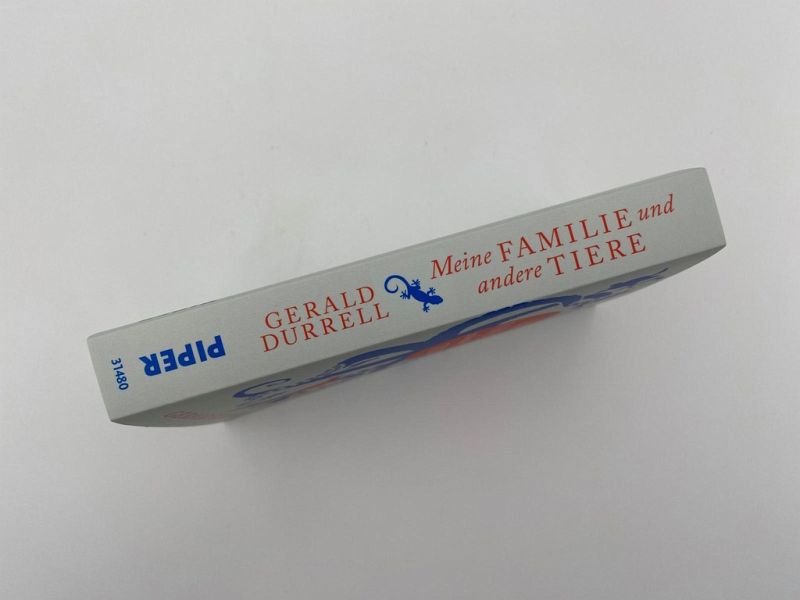 GERALD
DURRELL
Meine FAMILIE und
andere TIERE
PIPER
31480